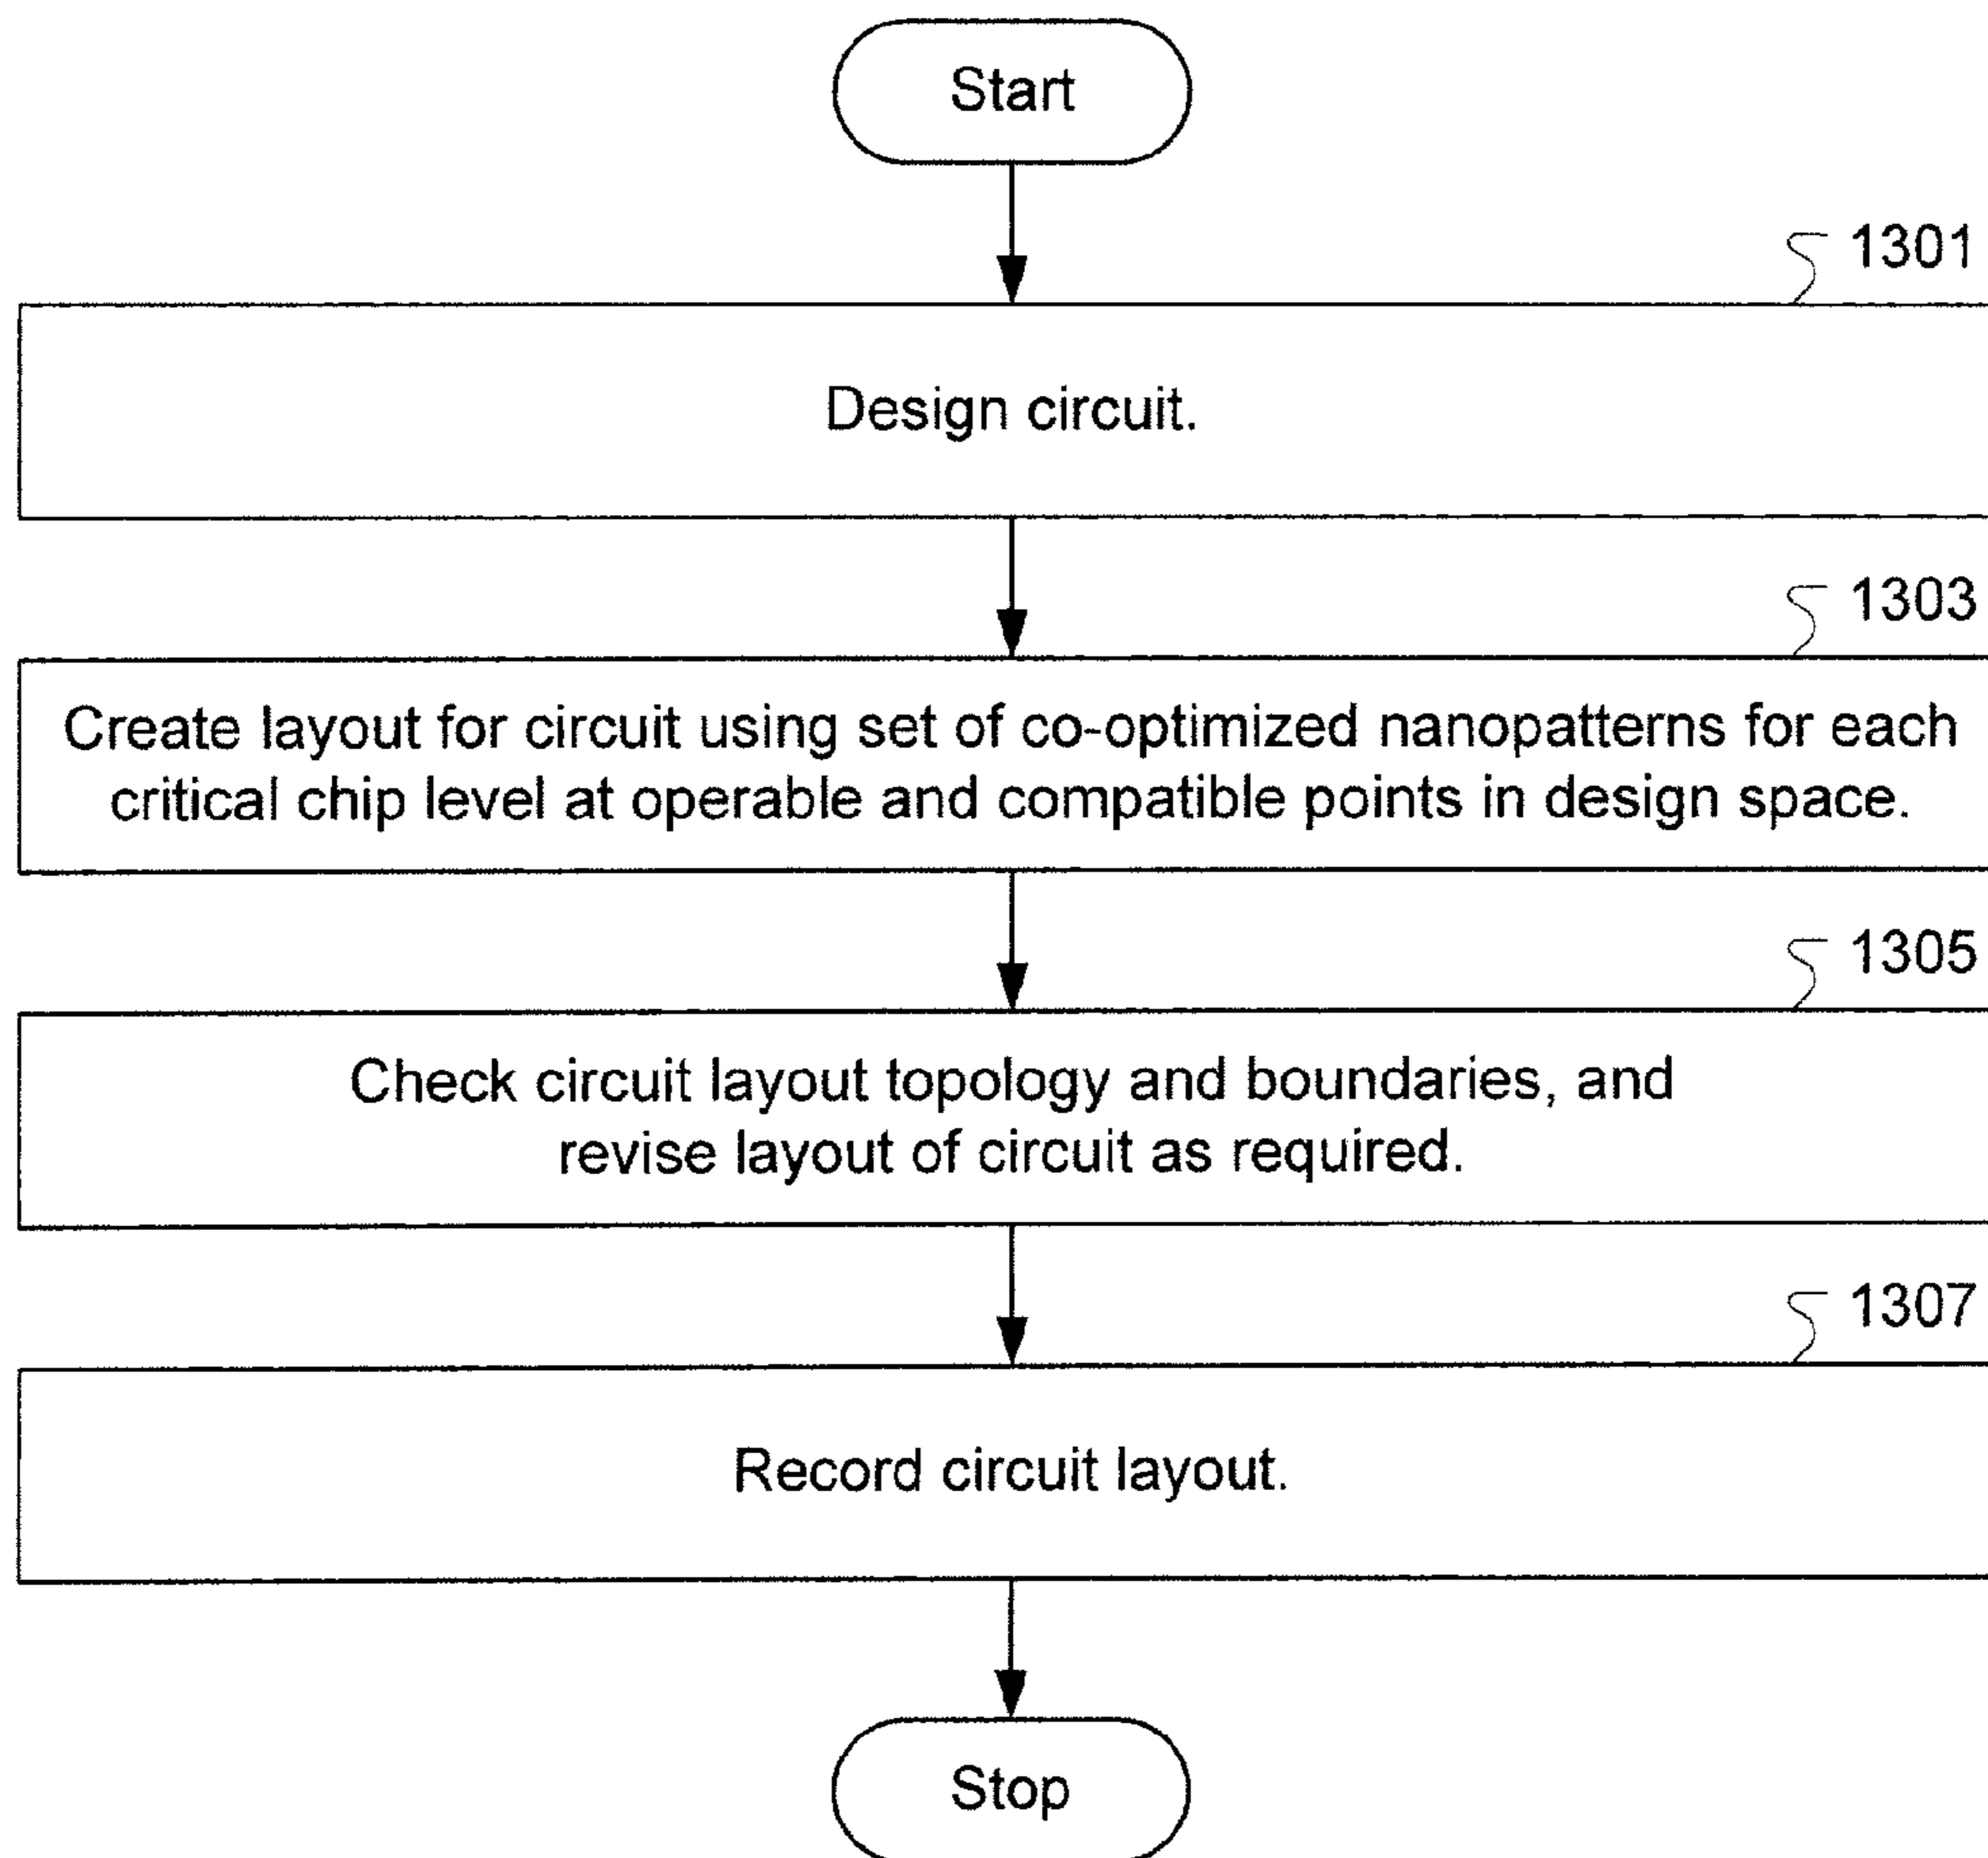 Start
1301
Design circuit.
1303
Create layout for circuit using set of co-optimized nanopatterns for each
critical chip level at operable and compatible points in design space.
1305
Check circuit layout topology and boundaries, and
revise layout of circuit as required.
1307
Record circuit layout.
Stop